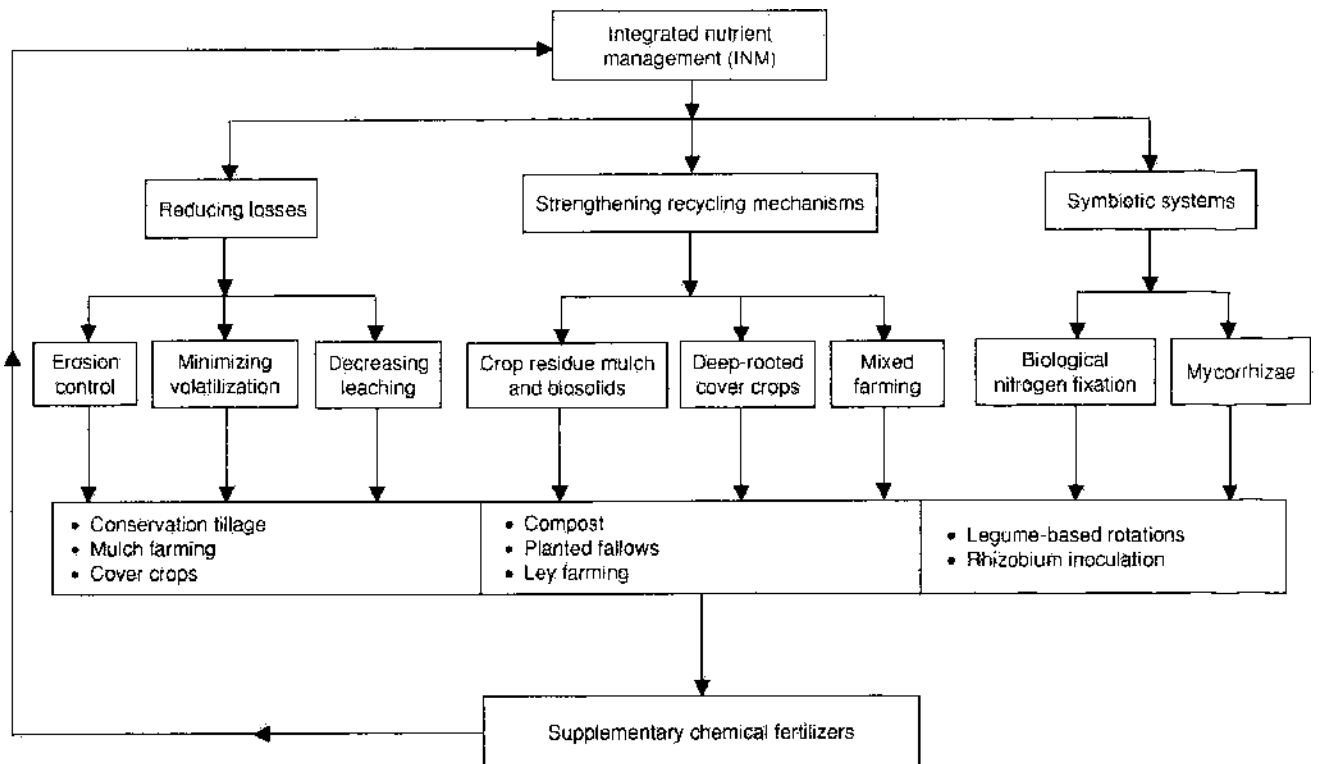 Integrated nutrient
management (INM)
Reducing losses
Strengthening recycling mechanisms
Symbiotic systems
Erosion
control
Minimizing
volatilization
Decreasing
leaching
Crop residue mulch
and biosolids
Deep-rooted
cover crops
Mixed
farming
Biological
nitrogen fixation
Mycorrhizae
• Conservation tillage
• Mulch farming
• Cover crops
• Compost
• Planted fallows
• Ley farming
• Legume-based rotations
• Rhizobium inoculation
Supplementary chemical fertilizers